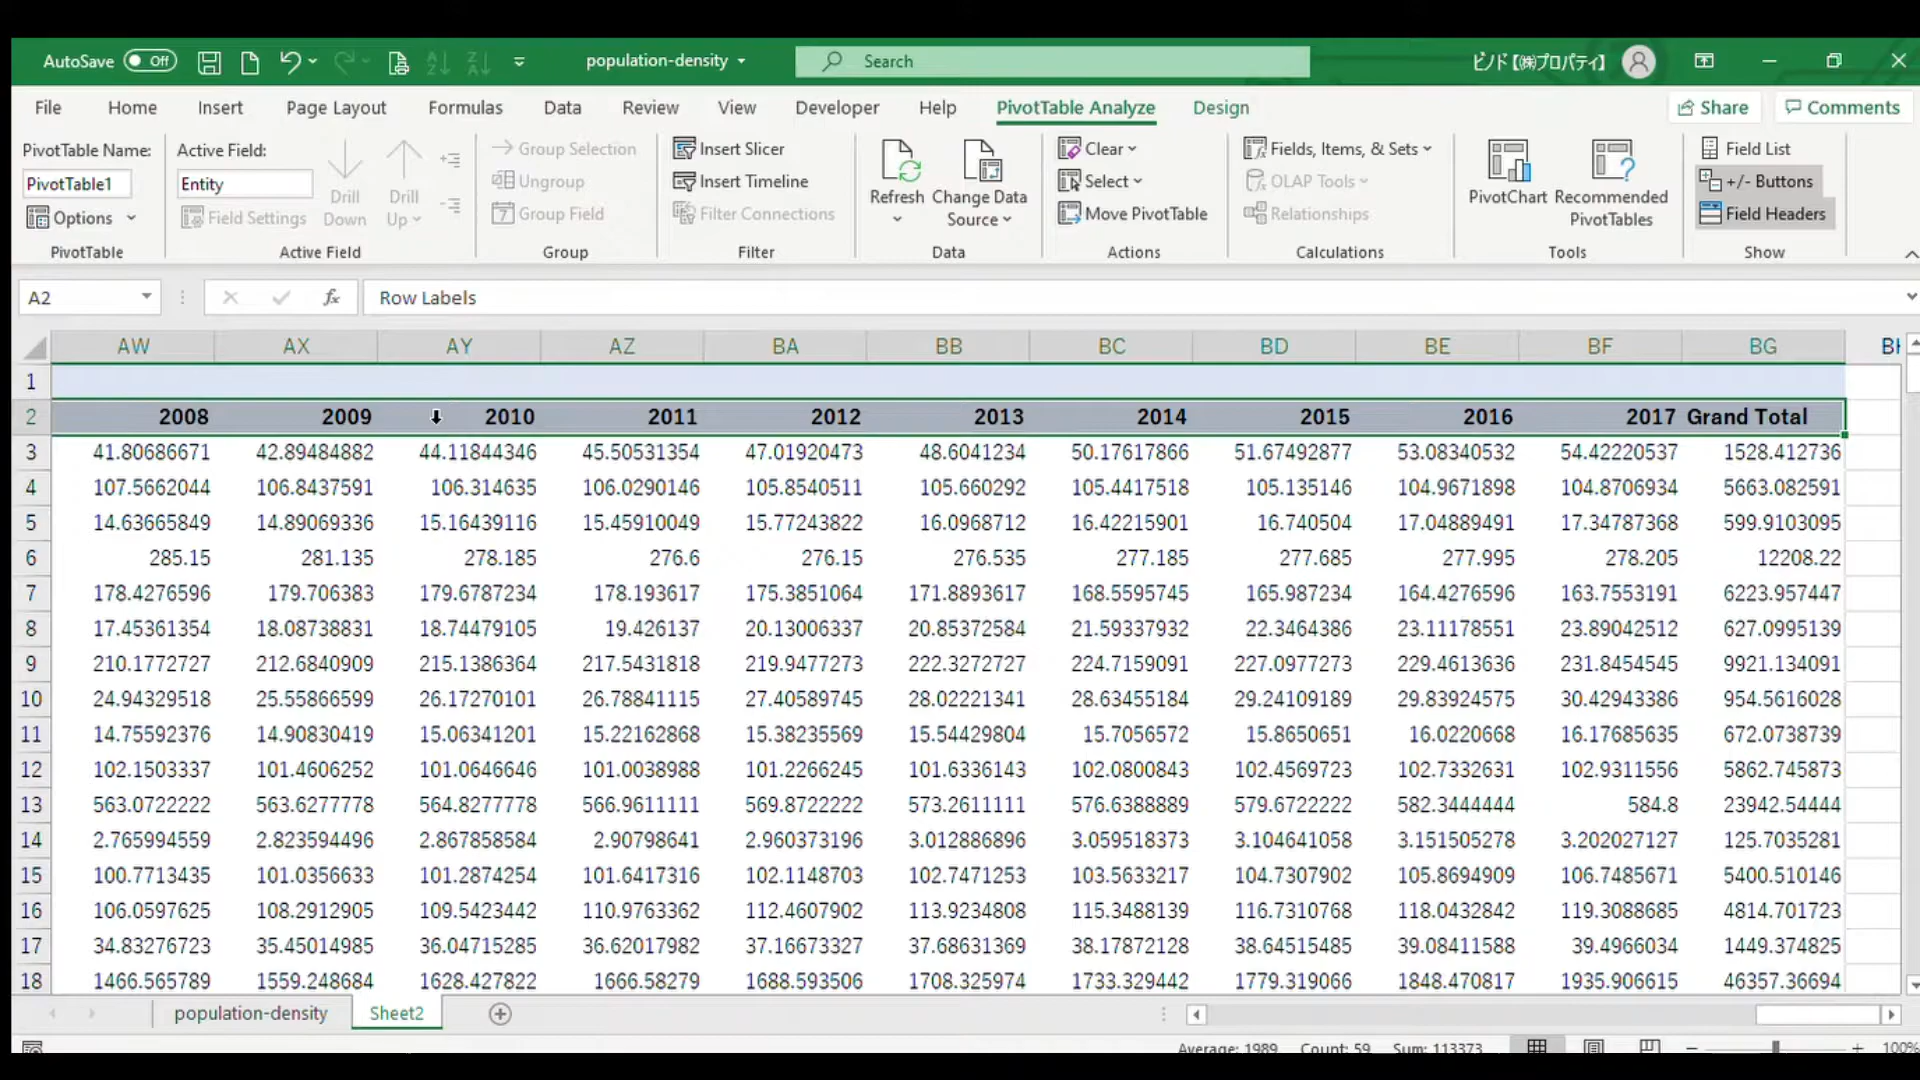 AutoSave Off population-density Search ビノド【㈱プロパティ】
File Home Insert Page Layout Formulas Data Review View Developer Help PivotTable Analyze Design Share Comments
PivotTable Name: Active Field: Group Selection Insert Slicer Clear Fields, Items, & Sets Field List
PivotTable1 Entity Ungroup Insert Timeline Select OLAP Tools +/- Buttons
Drill Down Drill Up Refresh Change Data Source PivotChart Recommended PivotTables
Options Field Settings Group Field Filter Connections Move PivotTable Relationships Field Headers
PivotTable Active Field Group Filter Data Actions Calculations Tools Show
A2 fx Row Labels
AW AX AY AZ BA BB BC BD BE BF BG
1
2 2008 2009 2010 2011 2012 2013 2014 2015 2016 2017 Grand Total
3 41.80686671 42.89484882 44.11844346 45.50531354 47.01920473 48.6041234 50.17617866 51.67492877 53.08340532 54.42220537 1528.412736
4 107.5662044 106.8437591 106.314635 106.0290146 105.8540511 105.660292 105.4417518 105.135146 104.9671898 104.8706934 5663.082591
5 14.63665849 14.89069336 15.16439116 15.45910049 15.77243822 16.0968712 16.42215901 16.740504 17.04889491 17.34787368 599.9103095
6 285.15 281.135 278.185 276.6 276.15 276.535 277.185 277.685 277.995 278.205 12208.22
7 178.4276596 179.706383 179.6787234 178.193617 175.3851064 171.8893617 168.5595745 165.987234 164.4276596 163.7553191 6223.957447
8 17.45361354 18.08738831 18.74479105 19.426137 20.13006337 20.85372584 21.59337932 22.3464386 23.11178551 23.89042512 627.0995139
9 210.1772727 212.6840909 215.1386364 217.5431818 219.9477273 222.3272727 224.7159091 227.0977273 229.4613636 231.8454545 9921.134091
10 24.94329518 25.55866599 26.17270101 26.78841115 27.40589745 28.02221341 28.63455184 29.24109189 29.83924575 30.42943386 954.5616028
11 14.75592376 14.90830419 15.06341201 15.22162868 15.38235569 15.54429804 15.7056572 15.8650651 16.0220668 16.17685635 672.0738739
12 102.1503337 101.4606252 101.0646646 101.0038988 101.2266245 101.6336143 102.0800843 102.4569723 102.7332631 102.9311556 5862.745873
13 563.0722222 563.6277778 564.8277778 566.9611111 569.8722222 573.2611111 576.6388889 579.6722222 582.3444444 584.8 23942.54444
14 2.765994559 2.823594496 2.867858584 2.90798641 2.960373196 3.012886896 3.059518373 3.104641058 3.151505278 3.202027127 125.7035281
15 100.7713435 101.0356633 101.2874254 101.6417316 102.1148703 102.7471253 103.5633217 104.7307902 105.8694909 106.7485671 5400.510146
16 106.0597625 108.2912905 109.5423442 110.9763362 112.4607902 113.9234808 115.3488139 116.7310768 118.0432842 119.3088685 4814.701723
17 34.83276723 35.45014985 36.04715285 36.62017982 37.16673327 37.68631369 38.17872128 38.64515485 39.08411588 39.4966034 1449.374825
18 1466.565789 1559.248684 1628.427822 1666.58279 1688.593506 1708.325974 1733.329442 1779.319066 1848.470817 1935.906615 46357.36694
population-density Sheet2
Average: 1989 Count: 59 Sum: 113373 100%